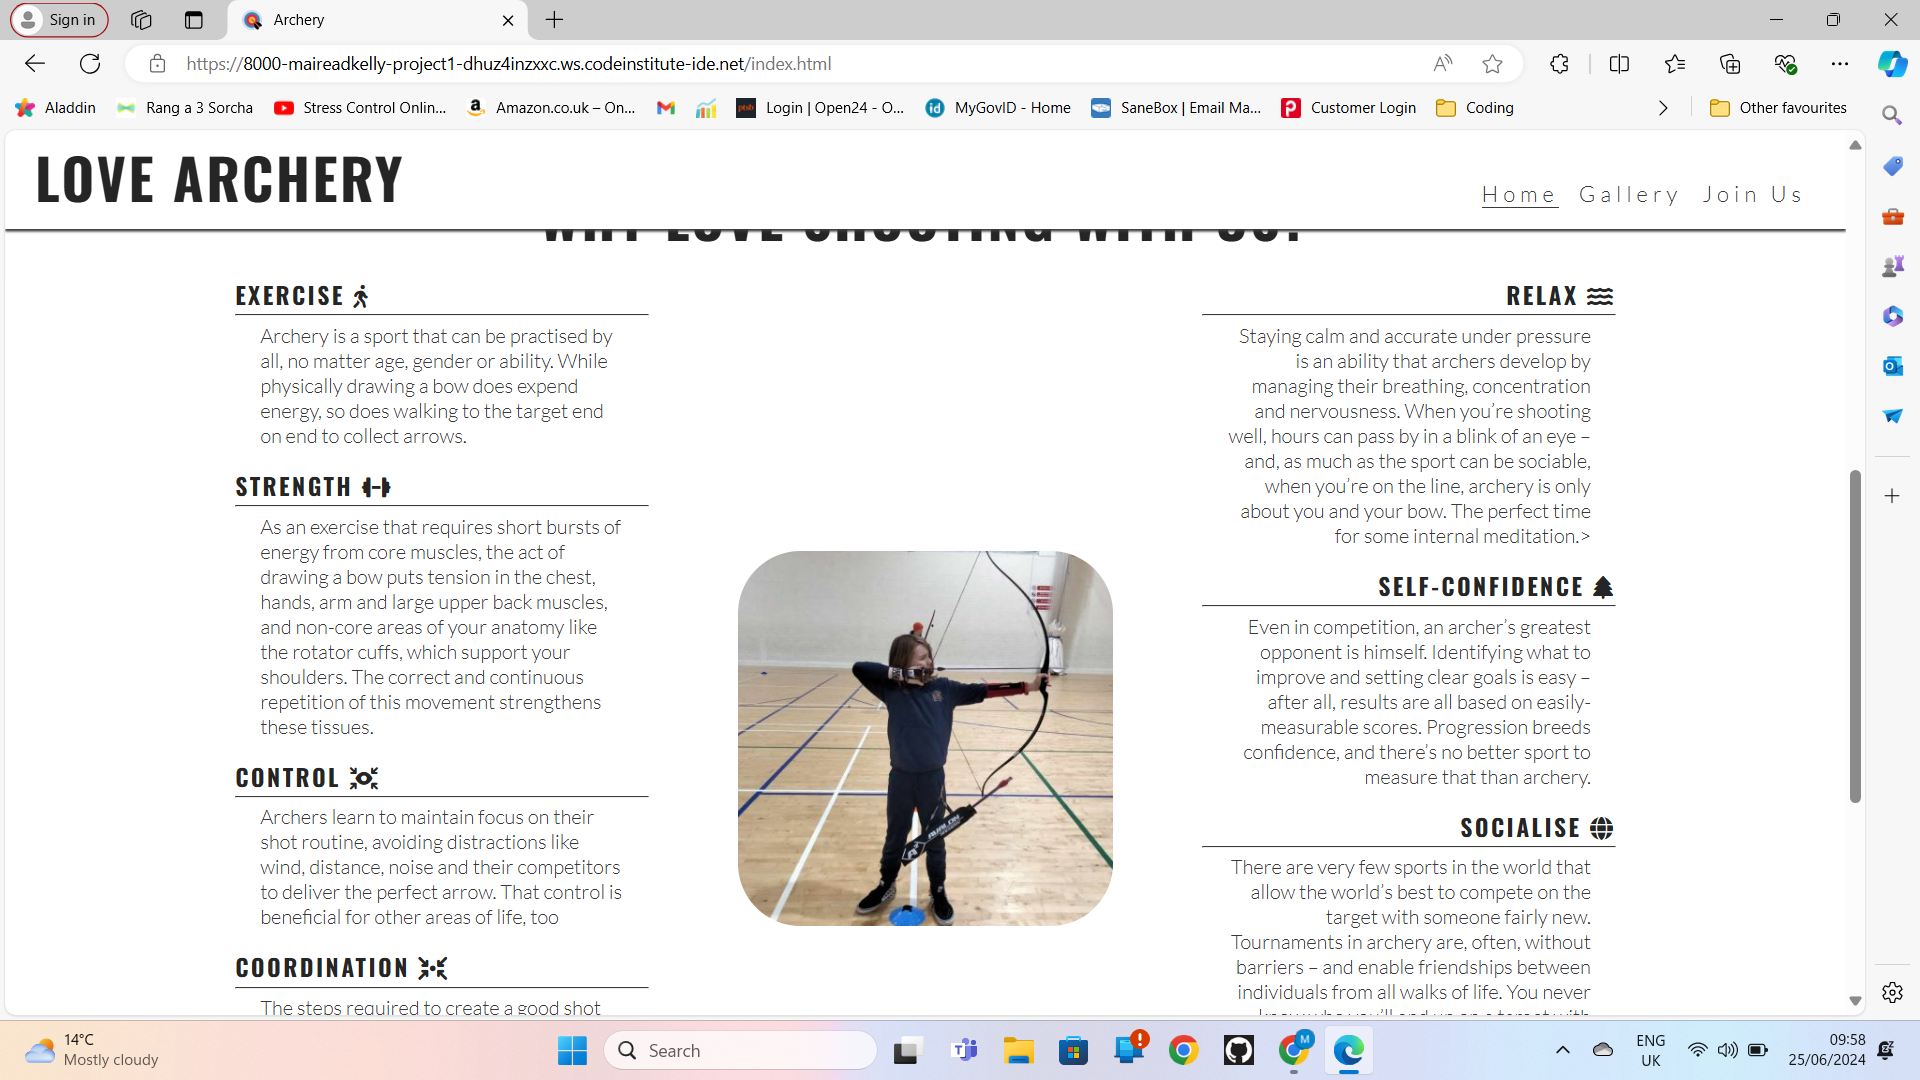 Sign in
Archery
https://8000-maireadkelly-project1-dhuz4inzxxc.ws.codeinstitute-ide.net/index.html
Aladdin
Rang a 3 Sorcha
Stress Control Onlin...
Amazon.co.uk – On...
ptsb
Login | Open24 - O...
iD
MyGovID - Home
SaneBox | Email Ma...
Customer Login
Coding
Other favourites
LOVE ARCHERY
Home Gallery Join Us
WHY LOVE SHOOTING WITH US?
EXERCISE
Archery is a sport that can be practised by
all, no matter age, gender or ability. While
physically drawing a bow does expend
energy, so does walking to the target end
on end to collect arrows.
STRENGTH
As an exercise that requires short bursts of
energy from core muscles, the act of
drawing a bow puts tension in the chest,
hands, arm and large upper back muscles,
and non-core areas of your anatomy like
the rotator cuffs, which support your
shoulders. The correct and continuous
repetition of this movement strengthens
these tissues.
CONTROL
Archers learn to maintain focus on their
shot routine, avoiding distractions like
wind, distance, noise and their competitors
to deliver the perfect arrow. That control is
beneficial for other areas of life, too
COORDINATION
The steps required to create a good shot
RELAX
Staying calm and accurate under pressure
is an ability that archers develop by
managing their breathing, concentration
and nervousness. When you’re shooting
well, hours can pass by in a blink of an eye –
and, as much as the sport can be sociable,
when you’re on the line, archery is only
about you and your bow. The perfect time
for some internal meditation.>
SELF-CONFIDENCE
Even in competition, an archer’s greatest
opponent is himself. Identifying what to
improve and setting clear goals is easy –
after all, results are all based on easily-
measurable scores. Progression breeds
confidence, and there’s no better sport to
measure that than archery.
SOCIALISE
There are very few sports in the world that
allow the world’s best to compete on the
target with someone fairly new.
Tournaments in archery are, often, without
barriers – and enable friendships between
individuals from all walks of life. You never
know who you’ll end up on a target with
14°C
Mostly cloudy
Search
M
ENG
UK
09:58
25/06/2024